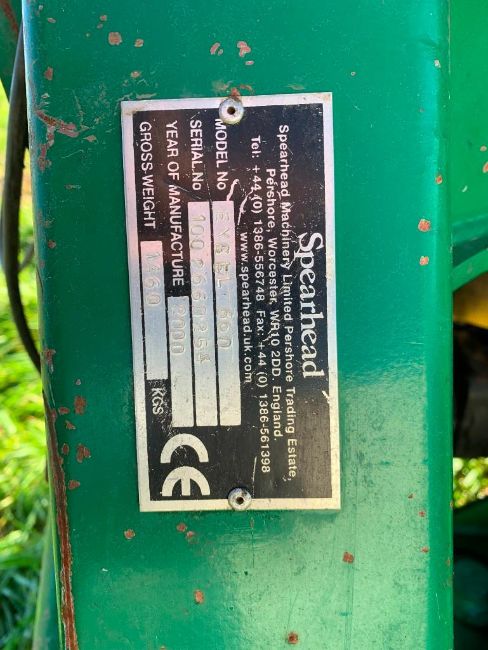 Spearhead
Spearhead Machinery Limited Pershore Trading Estate,
Pershore, Worcester, WR10 2DD. England.
Tel: +44 (0) 1386-556748 Fax: +44 (0) 1386-561398
www.spearhead.uk.com
MODEL No
SERIAL.No
YEAR OF MANUFACTURE 2000
GROSS-WEIGHT KGS
CE